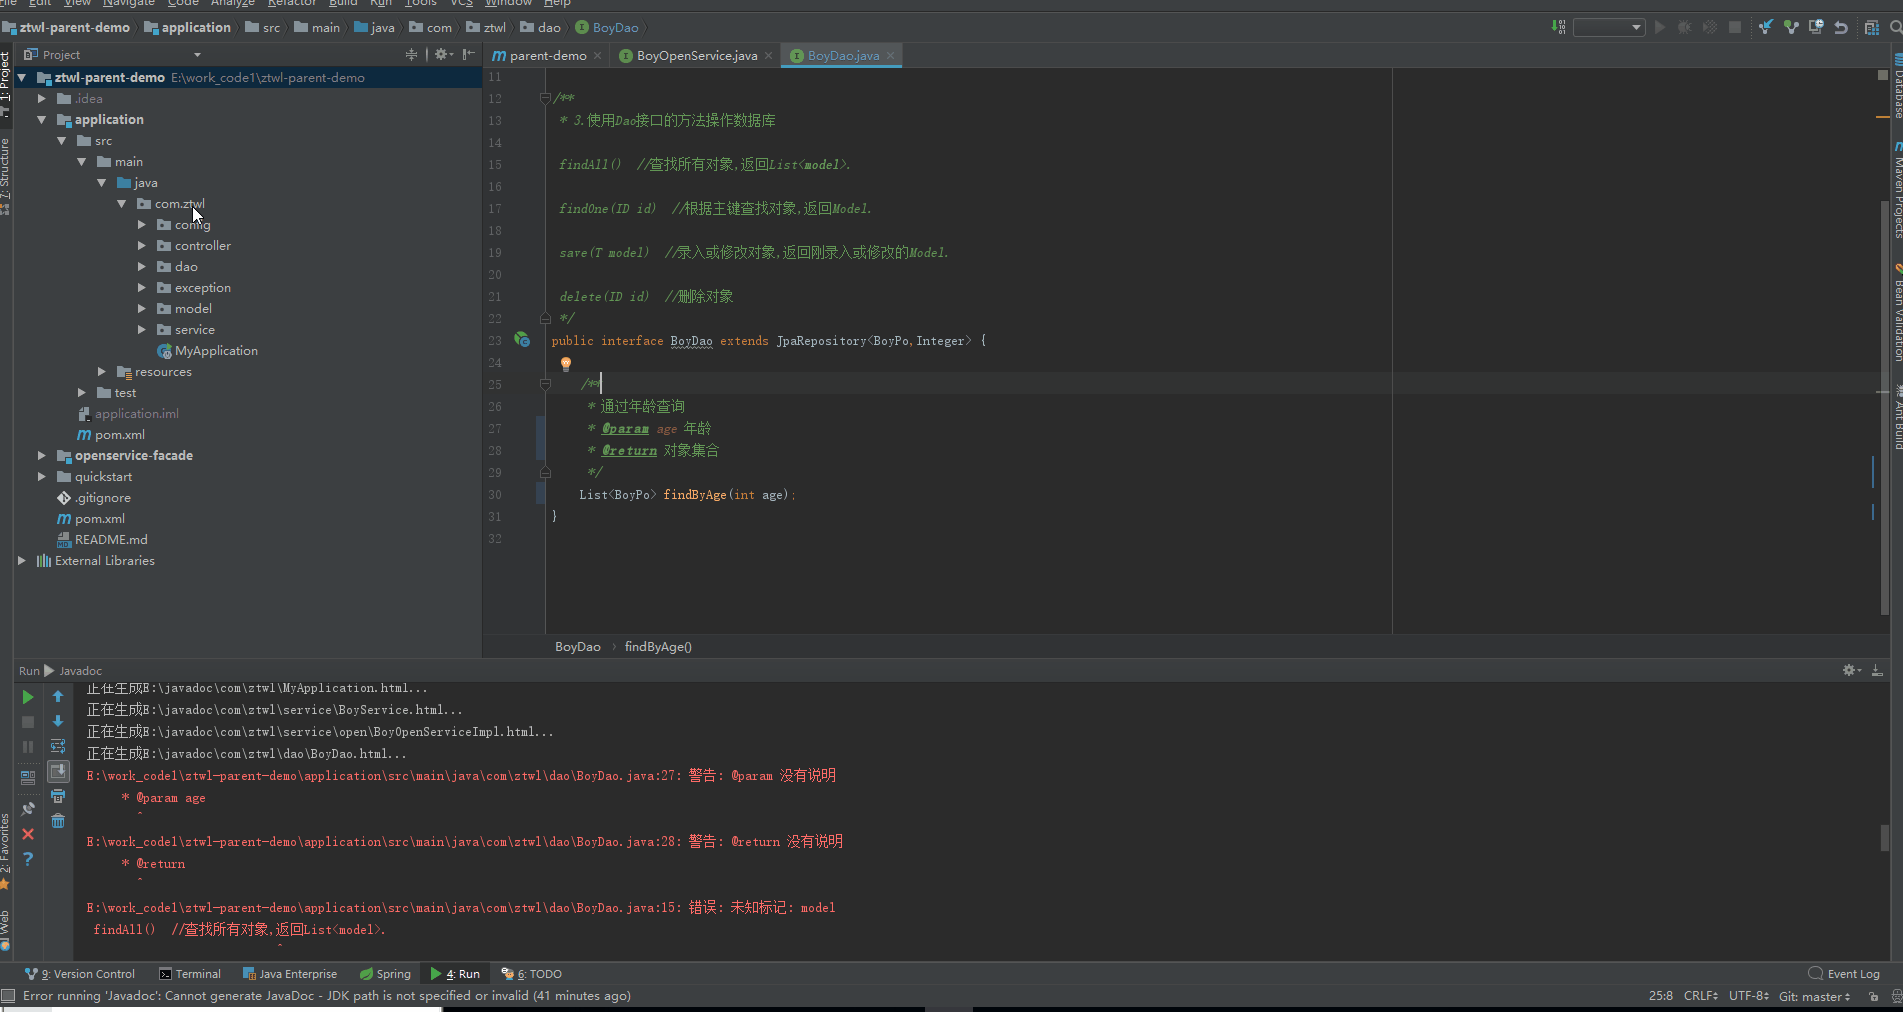 File Edit View Navigate Code Analyze Refactor Build Run Tools VCS Window Help
ztwl-parent-demo application src main java com ztwl dao BoyDao
Project
parent-demo BoyOpenService.java BoyDao.java
ztwl-parent-demo E:\work_code1\ztwl-parent-demo
.idea
application
src
main
java
com.ztwl
config
controller
dao
exception
model
service
MyApplication
resources
test
application.iml
pom.xml
openservice-facade
quickstart
.gitignore
pom.xml
README.md
External Libraries
1: Project
7: Structure
2: Favorites
Web
11
12 /**
13 * 3.使用Dao接口的方法操作数据库
14
15 findAll() //查找所有对象,返回List<model>.
16
17 findOne(ID id) //根据主键查找对象,返回Model.
18
19 save(T model) //录入或修改对象,返回刚录入或修改的Model.
20
21 delete(ID id) //删除对象
22 */
23 public interface BoyDao extends JpaRepository<BoyPo,Integer> {
24
25 /**
26 * 通过年龄查询
27 * @param age 年龄
28 * @return 对象集合
29 */
30 List<BoyPo> findByAge(int age);
31 }
32
BoyDao findByAge()
Database
Maven Projects
Bean Validation
Ant Build
Run Javadoc
正在生成E:\javadoc\com\ztwl\MyApplication.html...
正在生成E:\javadoc\com\ztwl\service\BoyService.html...
正在生成E:\javadoc\com\ztwl\service\open\BoyOpenServiceImpl.html...
正在生成E:\javadoc\com\ztwl\dao\BoyDao.html...
E:\work_code1\ztwl-parent-demo\application\src\main\java\com\ztwl\dao\BoyDao.java:27: 警告: @param 没有说明
* @param age
^
E:\work_code1\ztwl-parent-demo\application\src\main\java\com\ztwl\dao\BoyDao.java:28: 警告: @return 没有说明
* @return
^
E:\work_code1\ztwl-parent-demo\application\src\main\java\com\ztwl\dao\BoyDao.java:15: 错误: 未知标记: model
findAll() //查找所有对象,返回List<model>.
^
9: Version Control Terminal Java Enterprise Spring 4: Run 6: TODO Event Log
Error running 'Javadoc': Cannot generate JavaDoc - JDK path is not specified or invalid (41 minutes ago) 25:8 CRLF UTF-8 Git: master